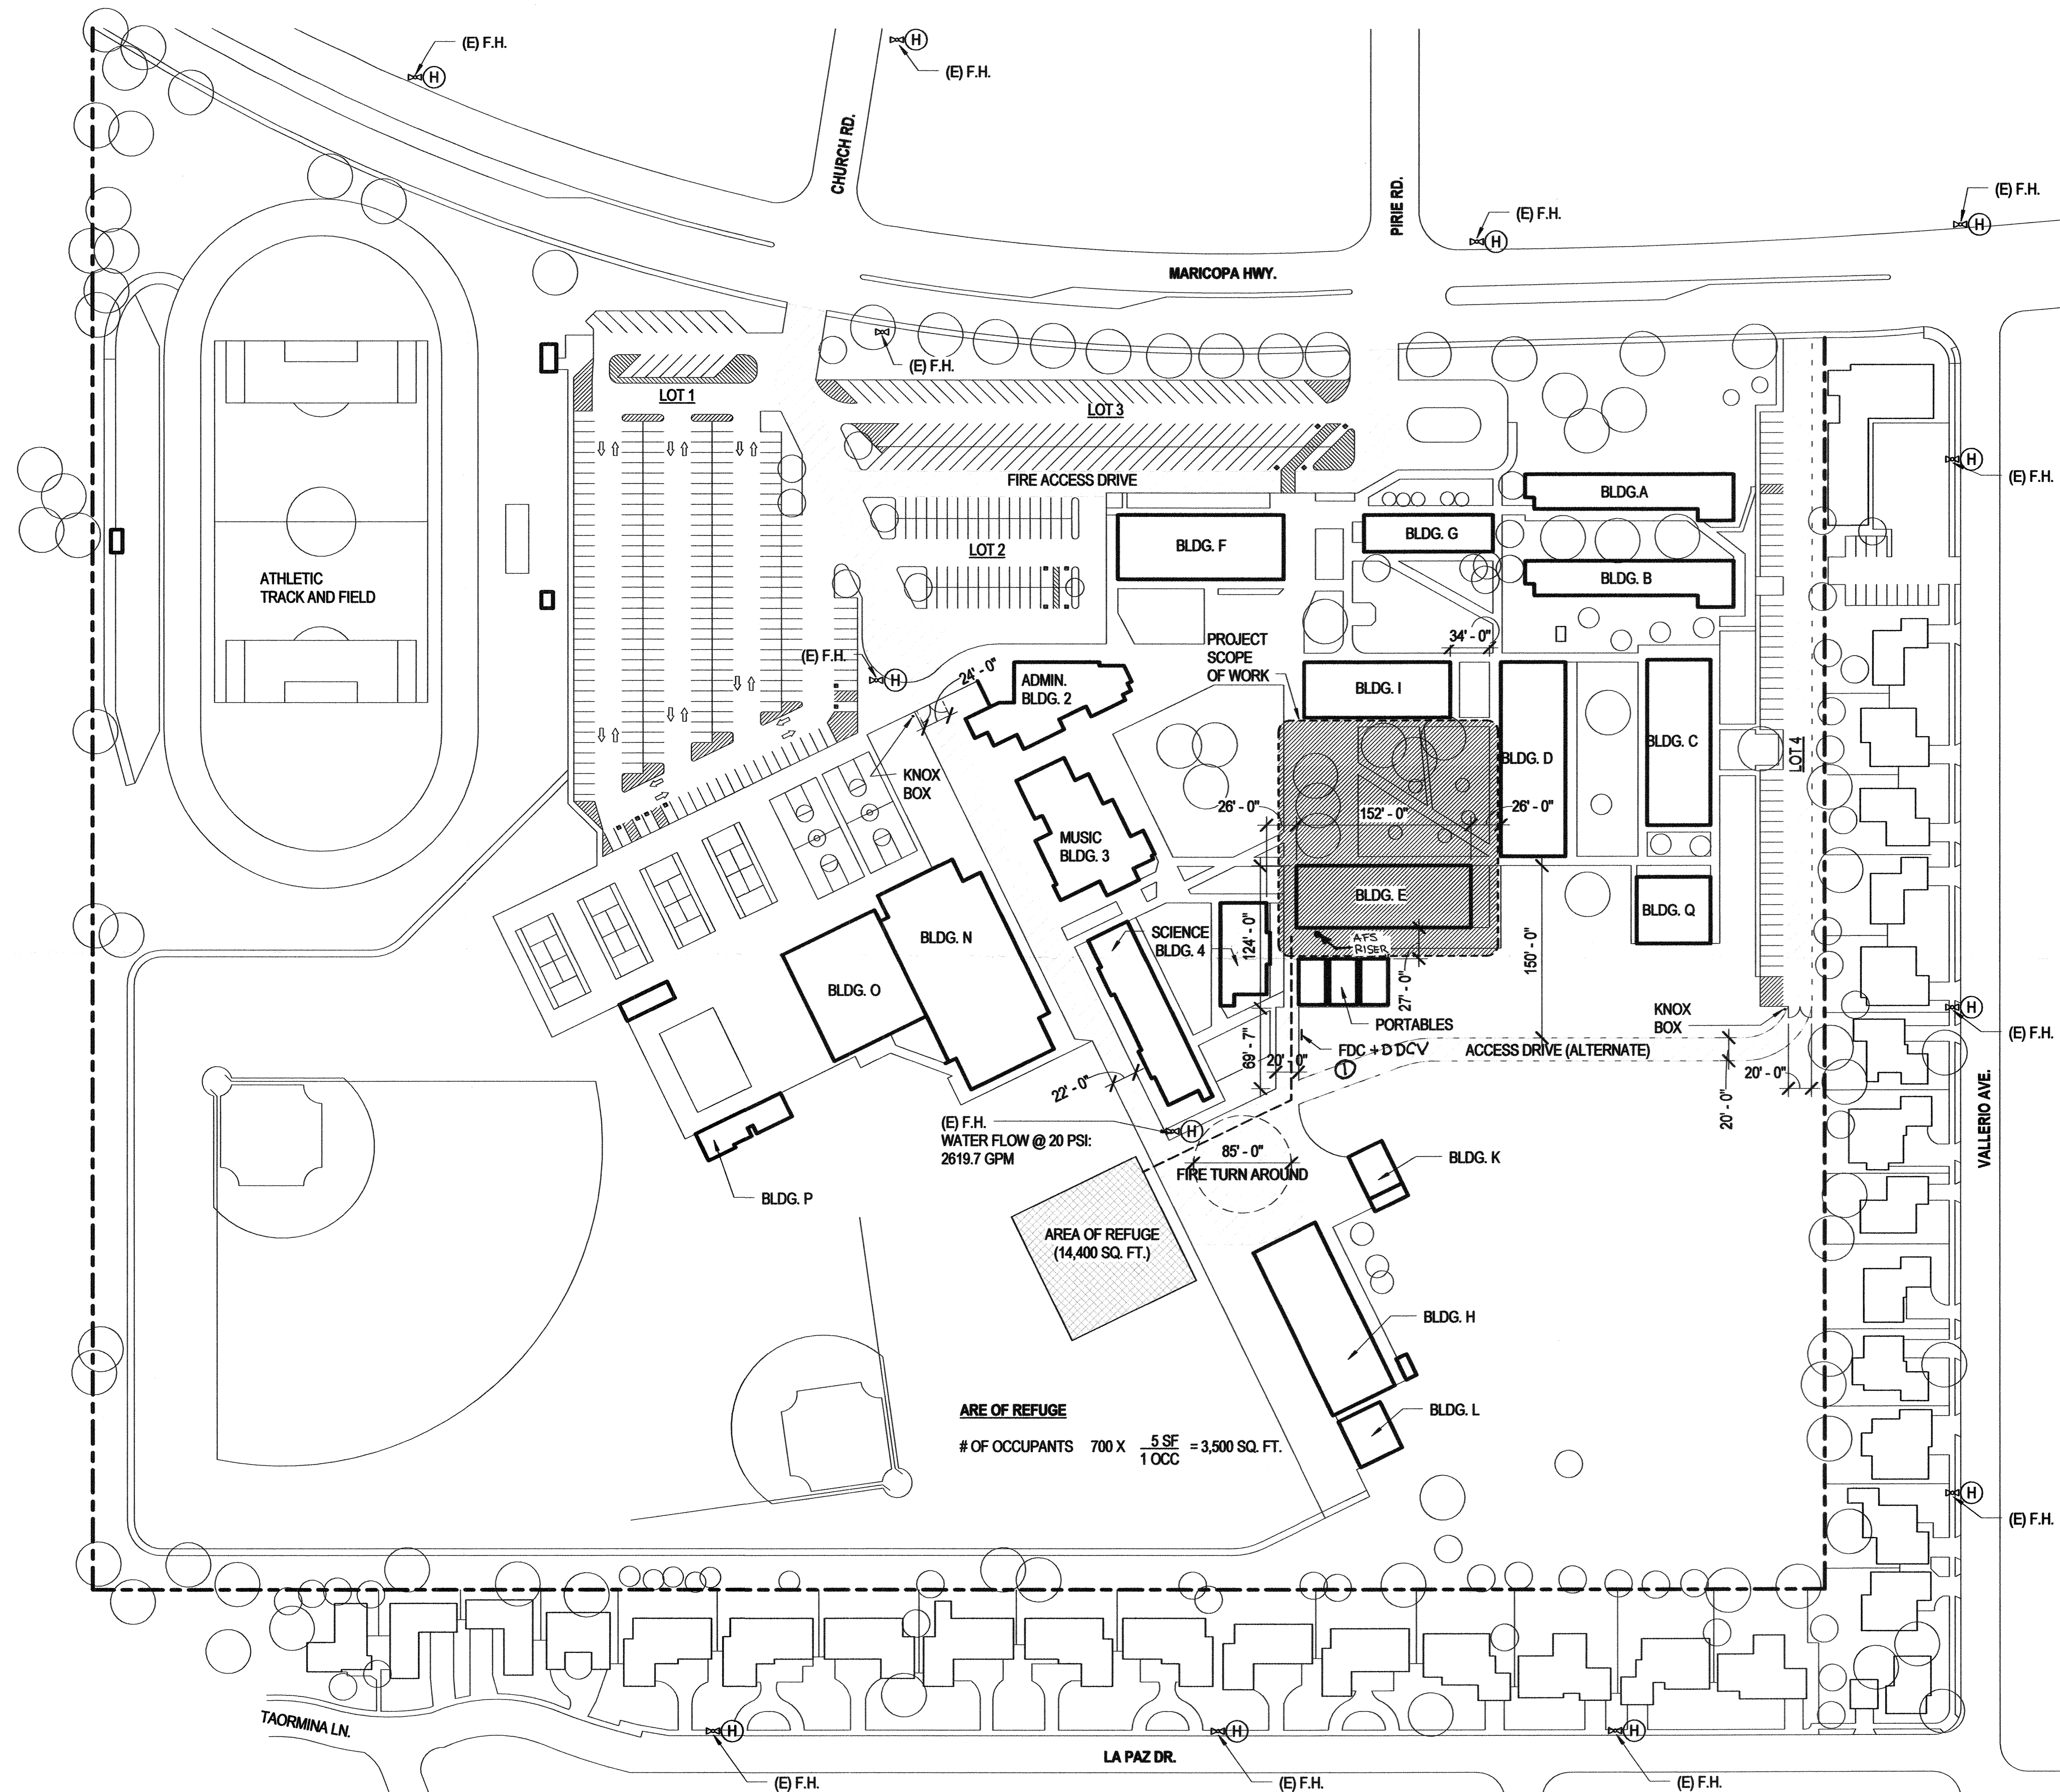 (E) F.H.
H
(E) F.H.
H
CHURCH RD.
PIRIE RD.
(E) F.H.
H
(E) F.H.
H
MARICOPA HWY.
(E) F.H.
LOT 1
LOT 3
FIRE ACCESS DRIVE
H
(E) F.H.
BLDG.A
BLDG. F
BLDG. G
LOT 2
BLDG. B
ATHLETIC
TRACK AND FIELD
PROJECT
SCOPE
OF WORK
34' - 0"
(E) F.H.
H
24' - 0"
ADMIN.
BLDG. 2
BLDG. I
BLDG. D
BLDG. C
LOT 4
KNOX
BOX
26' - 0"
152' - 0"
26' - 0"
MUSIC
BLDG. 3
BLDG. E
BLDG. Q
BLDG. N
SCIENCE
BLDG. 4
124' - 0"
AFS
RISER
27' - 0"
150' - 0"
BLDG. O
PORTABLES
KNOX
BOX
H
(E) F.H.
FDC + DDCV
1
ACCESS DRIVE (ALTERNATE)
69' - 7"
20' - 0"
20' - 0"
20' - 0"
22' - 0"
VALLERIO AVE.
(E) F.H.
WATER FLOW @ 20 PSI:
2619.7 GPM
H
85' - 0"
FIRE TURN AROUND
BLDG. K
BLDG. P
AREA OF REFUGE
(14,400 SQ. FT.)
BLDG. H
BLDG. L
ARE OF REFUGE
# OF OCCUPANTS 700 X 5 SF = 3,500 SQ. FT.
1 OCC
H
(E) F.H.
TAORMINA LN.
H
H
H
LA PAZ DR.
(E) F.H.
(E) F.H.
(E) F.H.